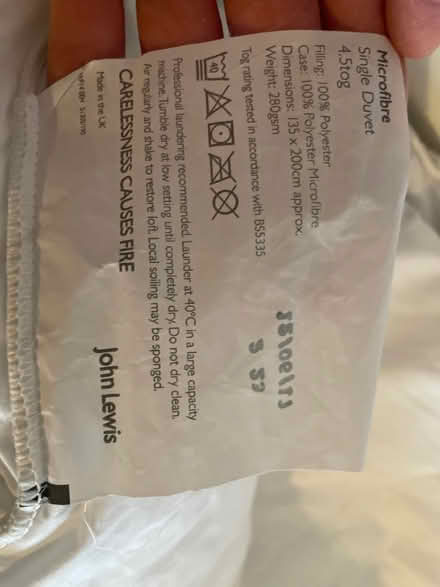 Microfibre
Single Duvet
4.5tog
Filling: 100% Polyester
Case: 100% Polyester Microfibre
Dimensions: 135 x 200cm approx.
Weight: 280gsm
Tog rating tested in accordance with BS5335
40
Professional laundering recommended. Launder at 40°C in a large capacity
machine. Tumble dry at low setting until completely dry. Do not dry clean.
Air regularly and shake to restore loft. Local soiling may be sponged.
CARELESSNESS CAUSES FIRE
Made in the UK
John Lewis